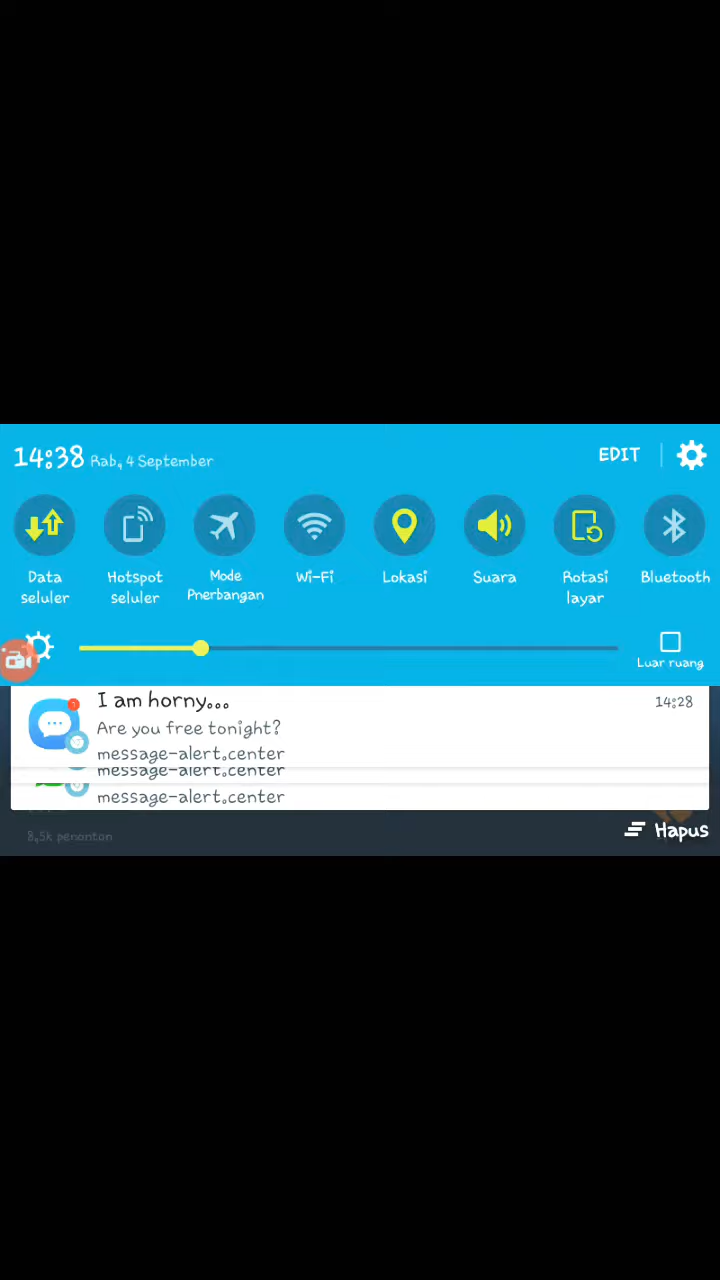 14:38 Rab, 4 September EDIT
Data seluler
Hotspot seluler
Mode Pnerbangan
Wi-Fi
Lokasi
Suara
Rotasi layar
Bluetooth
Luar ruang
I am horny... 14:28
Are you free tonight?
message-alert.center
message-alert.center
message-alert.center
8,5k penonton
Hapus